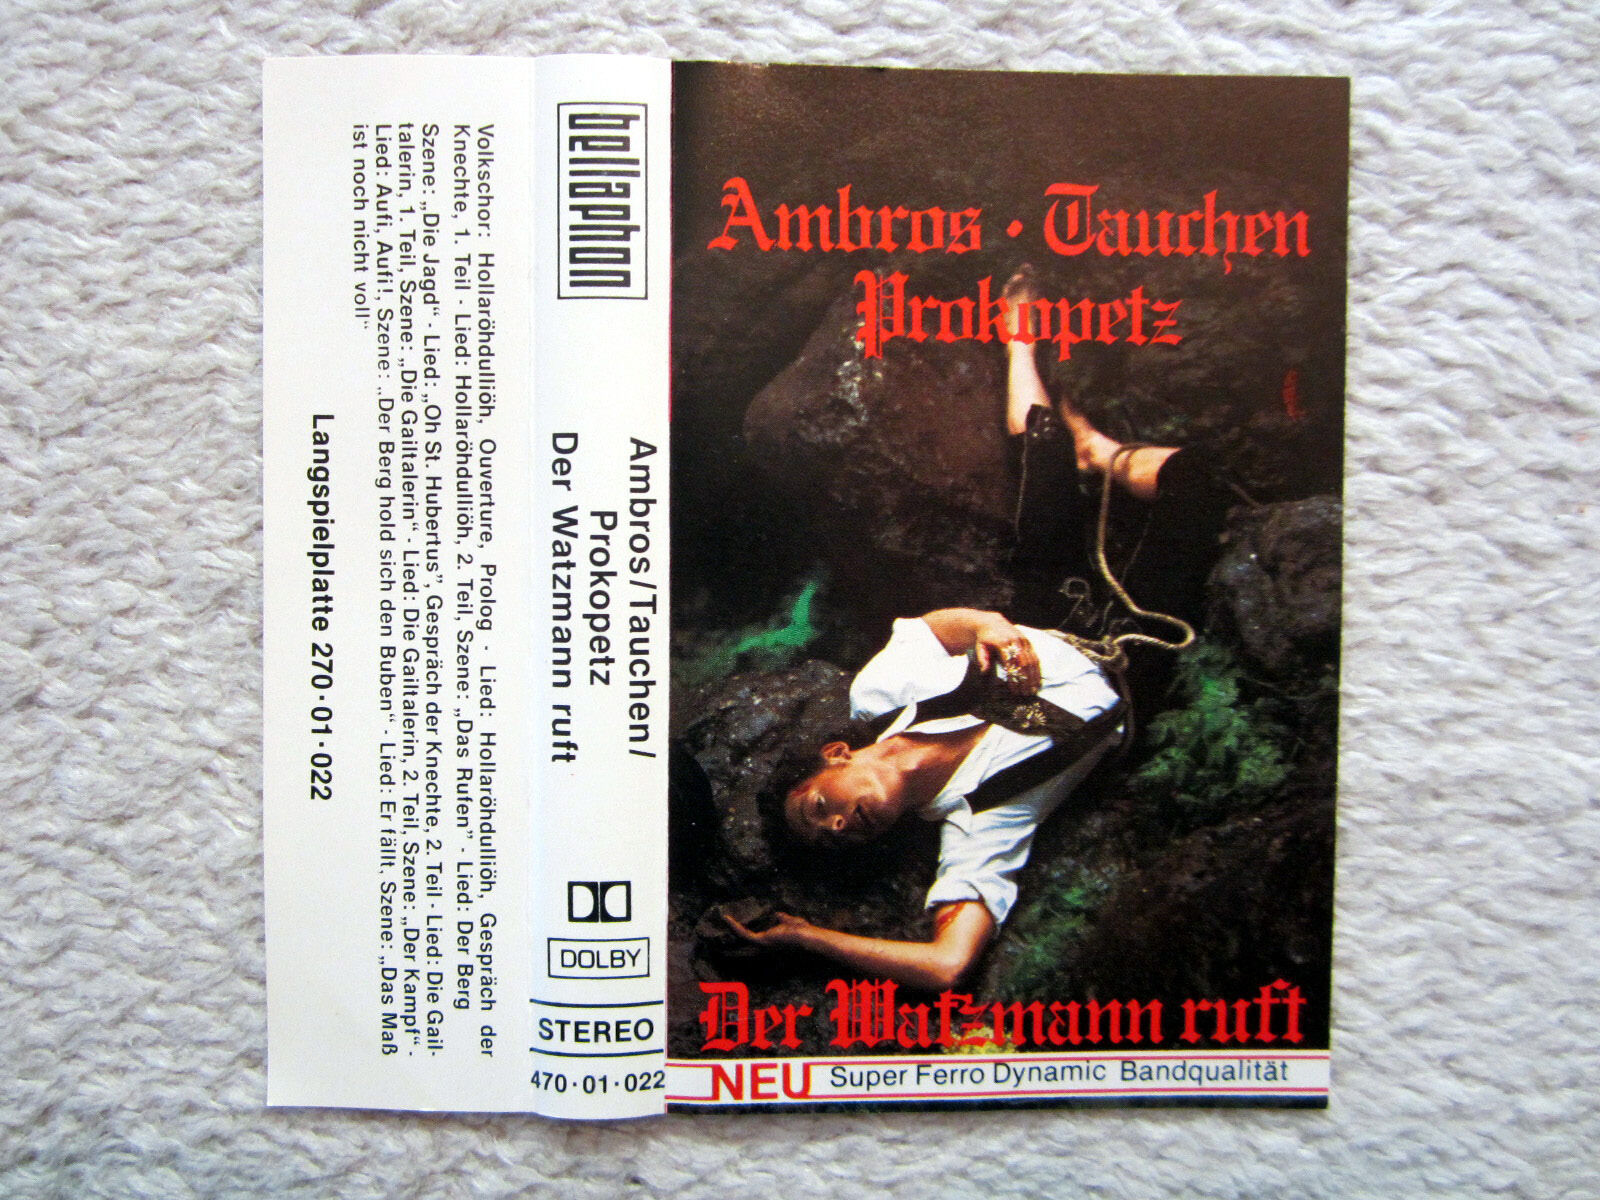 Ambros · Tauchen
Prokopetz
Der Watzmann ruft
NEU Super Ferro Dynamic Bandqualität
bellaphon
Ambros/Tauchen/
Prokopetz
Der Watzmann ruft
DOLBY
STEREO
470·01·022
Volkschor: Hollaröhdulliöh, Ouverture, Prolog - Lied: Hollaröhdulliöh, Gespräch der
Knechte, 1. Teil - Lied: Hollaröhdulliöh, 2. Teil, Szene: „Das Rufen” - Lied: Der Berg
Szene: „Die Jagd“ - Lied: „Oh St. Hubertus”, Gespräch der Knechte, 2. Teil - Lied: Die Gail-
talerin, 1. Teil, Szene: „Die Gailtalerin“ - Lied: Die Gailtalerin, 2. Teil, Szene: „Der Kampf“ -
Lied: Aufi, Aufi!, Szene: „Der Berg hold sich den Buben“ - Lied: Er fällt, Szene: „Das Maß
ist noch nicht voll“
Langspielplatte 270·01·022